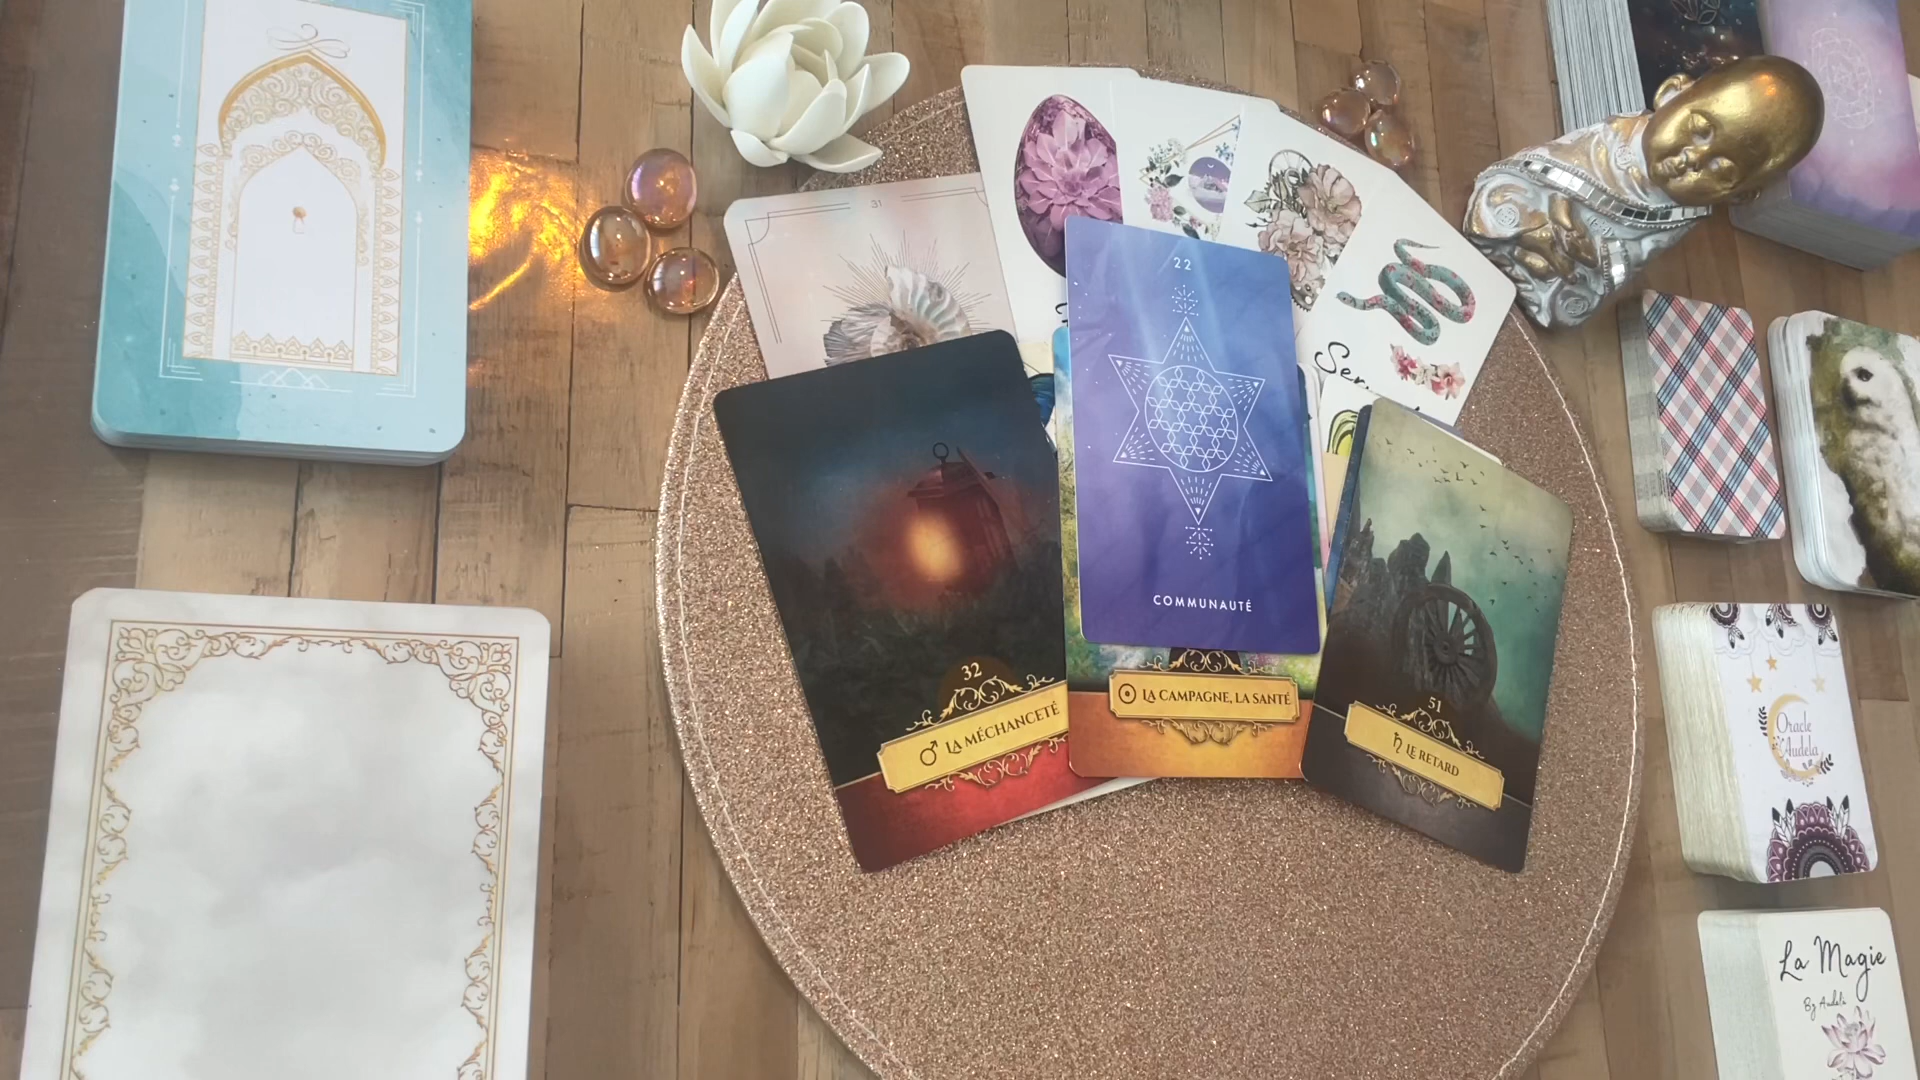 31
22
COMMUNAUTÉ
32
♂ LA MÉCHANCETÉ
☉ LA CAMPAGNE, LA SANTÉ
51
♄ LE RETARD
Oracle
Audela
La Magie
By Audela